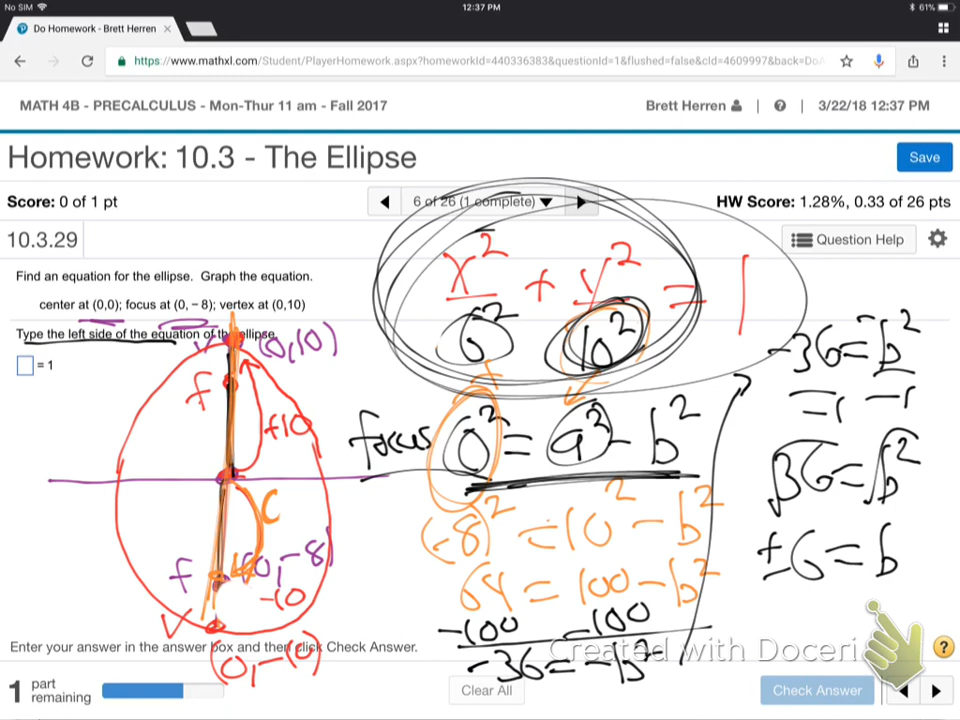 No SIM 12:37 PM 61%
Do Homework - Brett Herren
https://www.mathxl.com/Student/PlayerHomework.aspx?homeworkId=440336383&questionId=1&flushed=false&cId=4609997&back=Do
MATH 4B - PRECALCULUS - Mon-Thur 11 am - Fall 2017 Brett Herren | ? | 3/22/18 12:37 PM
Homework: 10.3 - The Ellipse Save
Score: 0 of 1 pt 6 of 26 (1 complete) HW Score: 1.28%, 0.33 of 26 pts
10.3.29 Question Help
Find an equation for the ellipse. Graph the equation.
center at (0,0); focus at (0, − 8); vertex at (0,10)
Type the left side of the equation of the ellipse.
= 1
x² + y² = 1
6² 10²
V (0,10)
f
f10
C
f (0,-8)
-10
V
(0,-10)
focus c² = a² - b²
(-8)² = 10² - b²
64 = 100 - b²
-100 -100
-36 = -b²
-36 = -b²
-1 -1
√36 = √b²
±6 = b
Enter your answer in the answer box and then click Check Answer.
Created with Doceri
1 part remaining Clear All Check Answer
?